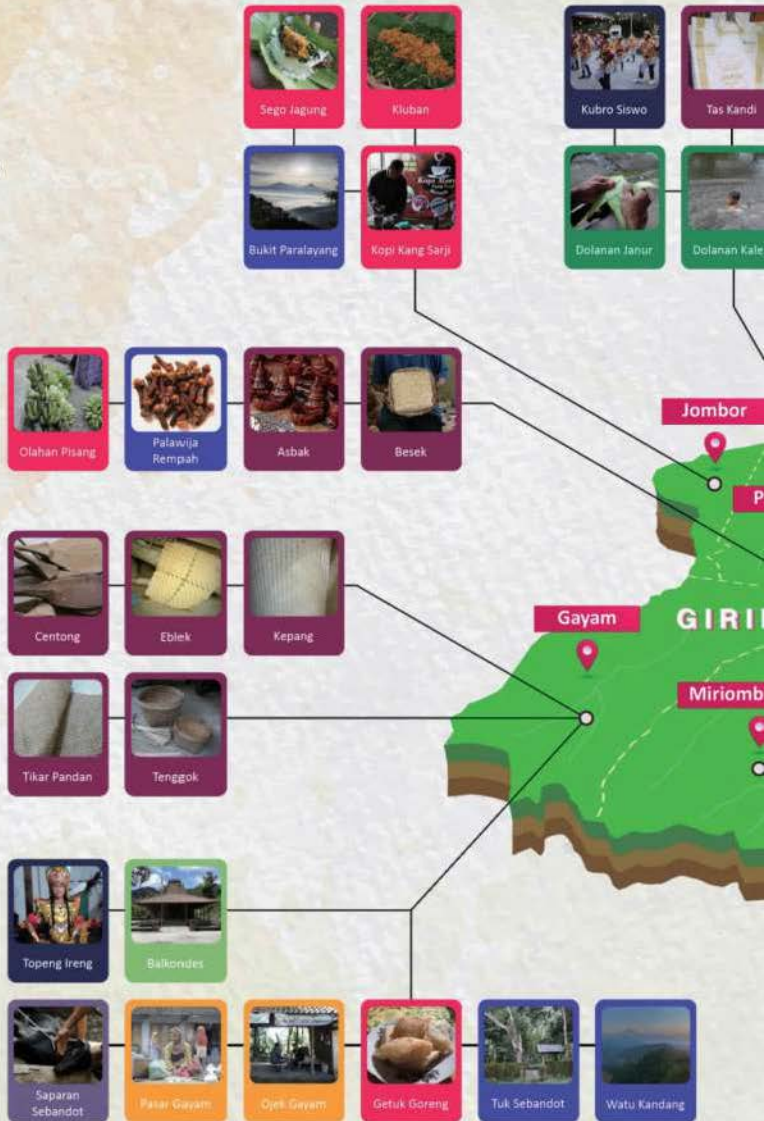 Sego Jagung
Kluban
Kubro Siswo
Tas Kandi
Bukit Paralayang
Kopi Kang Sarji
Dolanan Janur
Dolanan Kale
Olahan Pisang
Palawija
Rempah
Asbak
Besek
Jombor
P
Centong
Eblek
Kepang
Gayam
GIRI
Miriomb
Tikar Pandan
Tenggok
Topeng Ireng
Balkondes
Saparan
Sebandot
Pasar Gayam
Ojek Gayam
Getuk Goreng
Tuk Sebandot
Watu Kandang